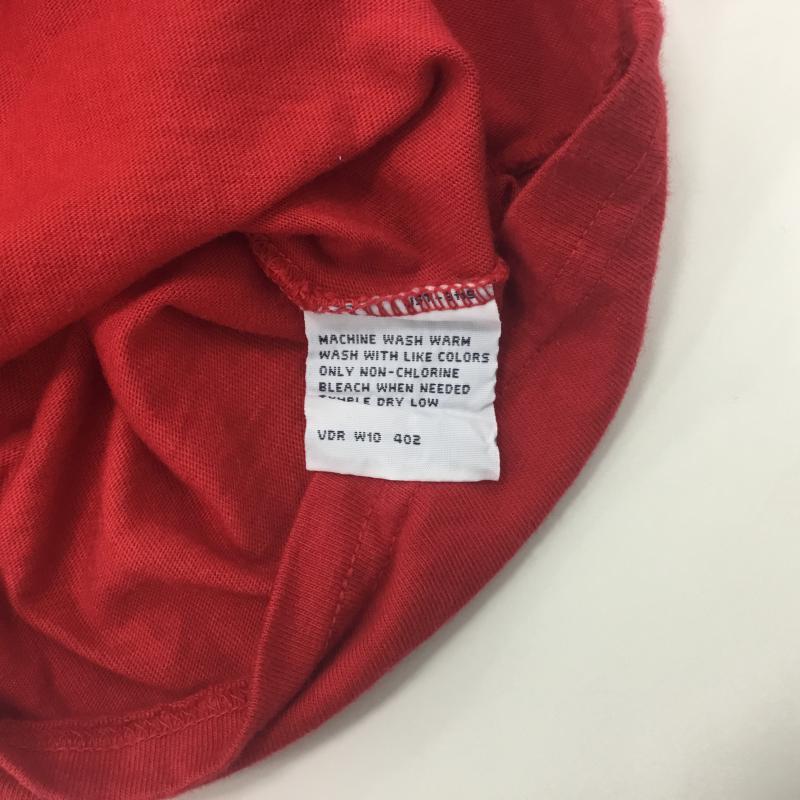 MACHINE WASH WARM
WASH WITH LIKE COLORS
ONLY NON-CHLORINE
BLEACH WHEN NEEDED
TUMBLE DRY LOW
VDR W10 402